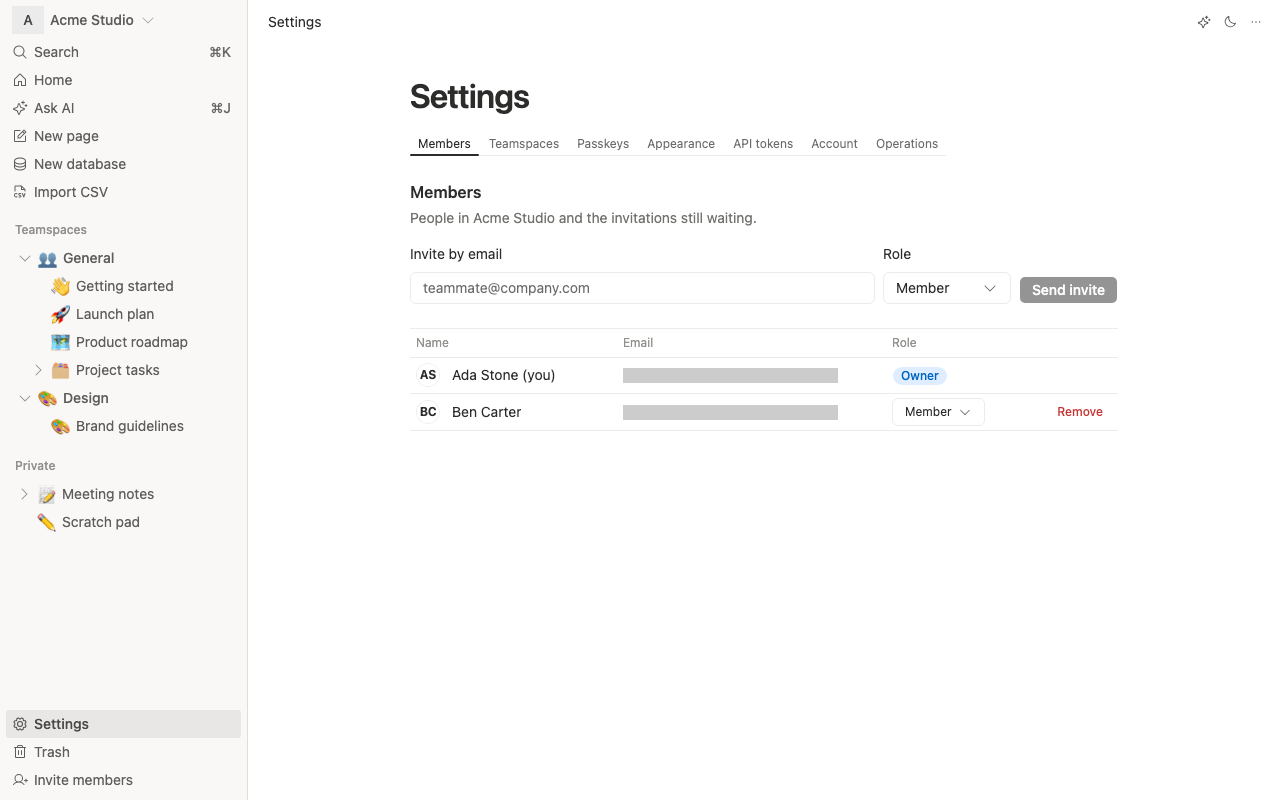 A Acme Studio
Search ⌘K
Home
Ask AI ⌘J
New page
New database
Import CSV
Teamspaces
General
Getting started
Launch plan
Product roadmap
Project tasks
Design
Brand guidelines
Private
Meeting notes
Scratch pad
Settings
Trash
Invite members
Settings
Settings
Members Teamspaces Passkeys Appearance API tokens Account Operations
Members
People in Acme Studio and the invitations still waiting.
Invite by email Role
teammate@company.com Member Send invite
Name Email Role
AS Ada Stone (you) Owner
BC Ben Carter Member Remove